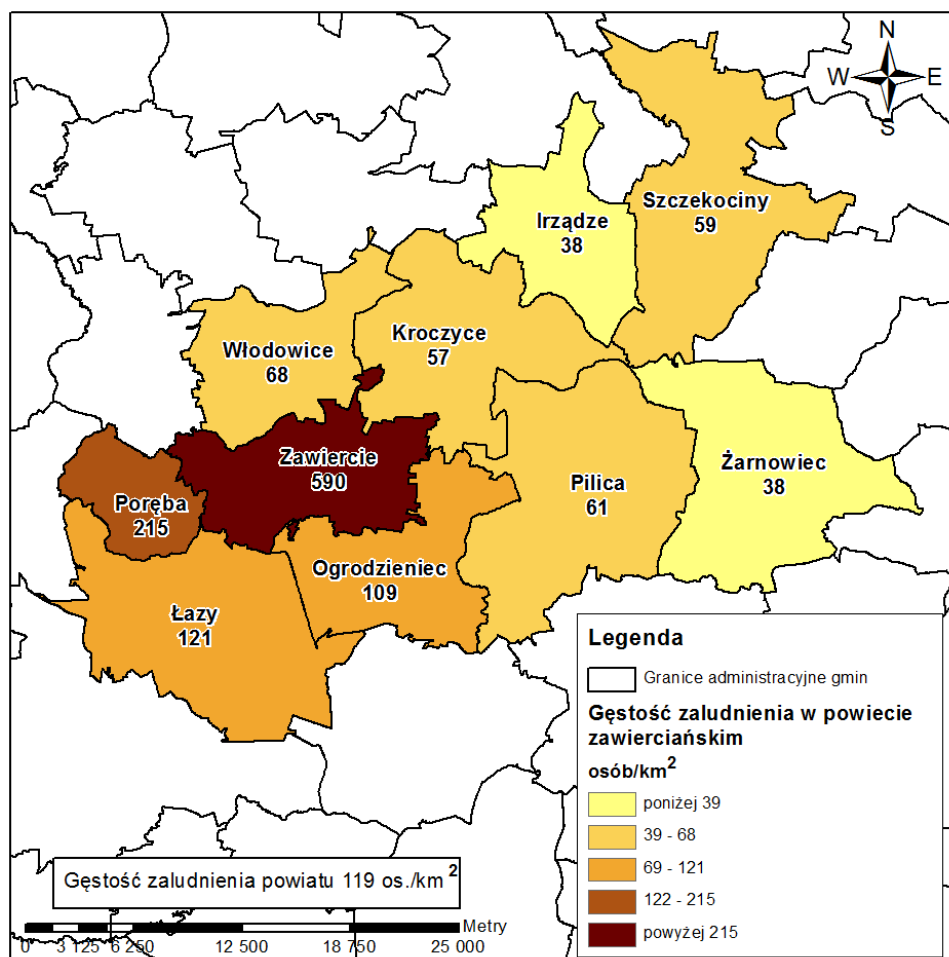 N
W E
S
Szczekociny
59
Irządze
38
Kroczyce
57
Włodowice
68
Zawiercie
590
Żarnowiec
38
Pilica
61
Poręba
215
Ogrodzieniec
109
Łazy
121
Legenda
Granice administracyjne gmin
Gęstość zaludnienia w powiecie
zawierciańskim
osób/km²
poniżej 39
39 - 68
69 - 121
122 - 215
powyżej 215
Gęstość zaludnienia powiatu 119 os./km²
Metry
0 3 125 6 250 12 500 18 750 25 000